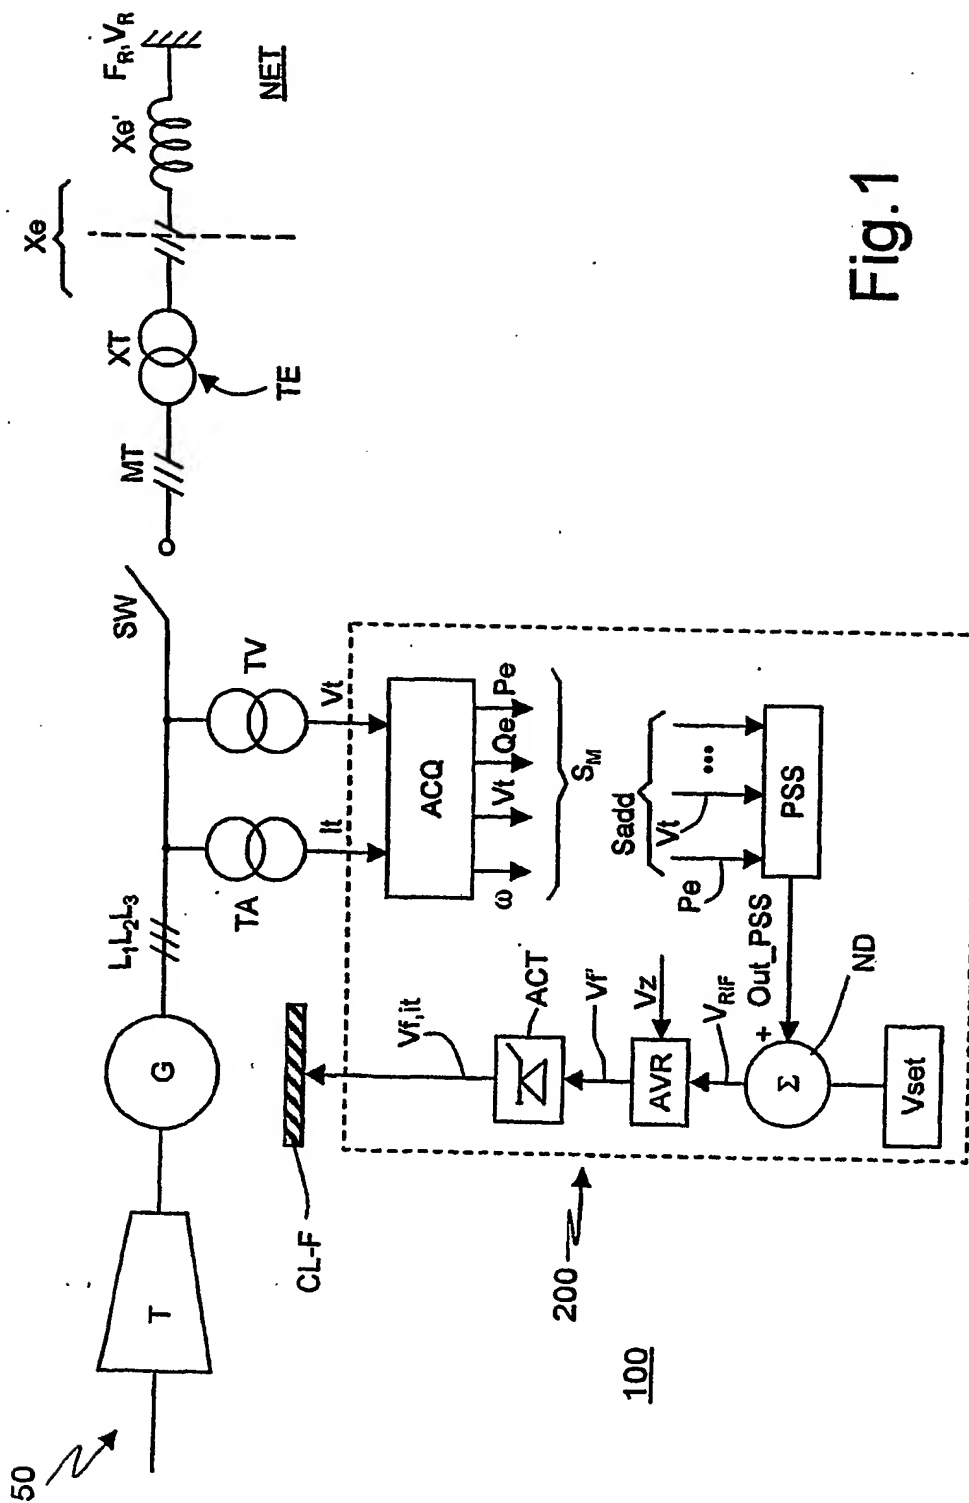 50
T
G
L₁L₂L₃
SW
MT
XT
TE
Xe
Xe'
F_R, V_R
NET
TA
TV
It
Vt
CL-F
ACQ
ω
Vt
Qe
Pe
S_M
Vf,it
ACT
Vf'
AVR
Vz
V_RIF
Σ
+
ND
Vset
Out_PSS
Sadd
Pe
Vt
...
PSS
200
100
Fig.1